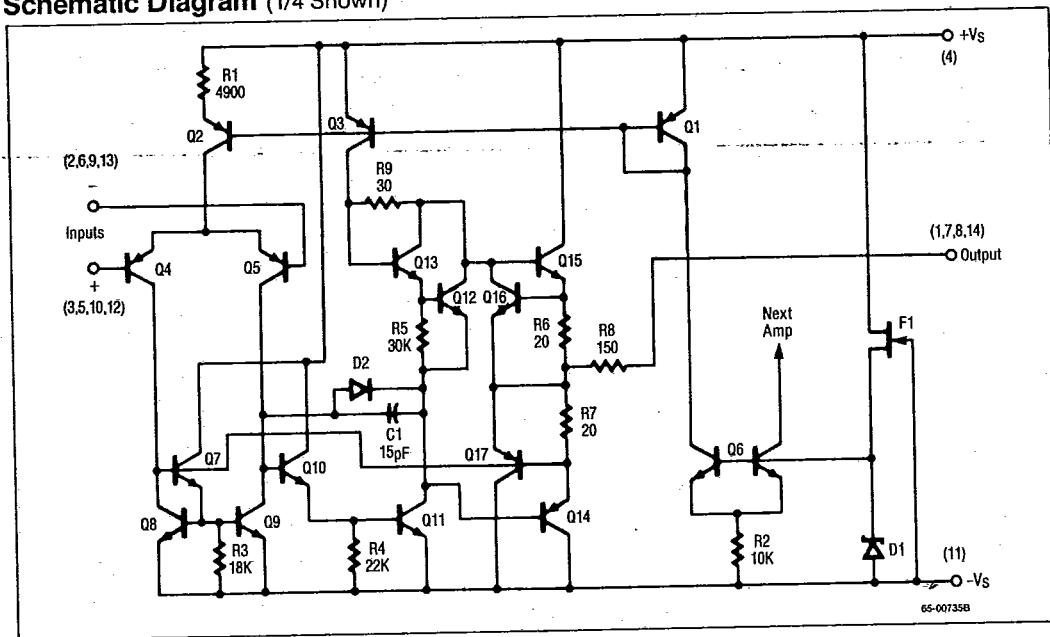 Schematic Diagram (1/4 Shown)
+VS
(4)
R1
4900
Q2
Q3
Q1
(2,6,9,13)
−
Inputs
+
(3,5,10,12)
R9
30
Q4
Q5
Q13
Q12
Q16
Q15
(1,7,8,14)
Output
R5
30K
R6
20
R8
150
Next
Amp
F1
D2
C1
15pF
R7
20
Q7
Q10
Q17
Q6
Q8
Q9
Q11
Q14
R3
18K
R4
22K
R2
10K
D1
(11)
−VS
65-00735B